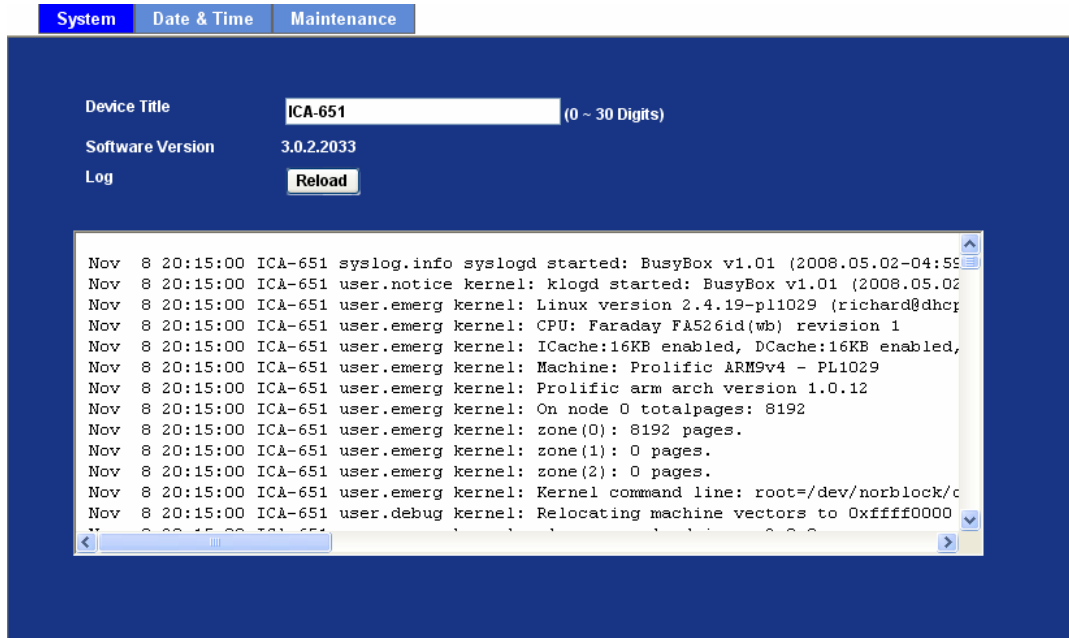 System Date & Time Maintenance
Device Title ICA-651 (0 ~ 30 Digits)
Software Version 3.0.2.2033
Log Reload
Nov 8 20:15:00 ICA-651 syslog.info syslogd started: BusyBox v1.01 (2008.05.02-04:59
Nov 8 20:15:00 ICA-651 user.notice kernel: klogd started: BusyBox v1.01 (2008.05.02
Nov 8 20:15:00 ICA-651 user.emerg kernel: Linux version 2.4.19-pl1029 (richard@dhcp
Nov 8 20:15:00 ICA-651 user.emerg kernel: CPU: Faraday FA526id(wb) revision 1
Nov 8 20:15:00 ICA-651 user.emerg kernel: ICache:16KB enabled, DCache:16KB enabled,
Nov 8 20:15:00 ICA-651 user.emerg kernel: Machine: Prolific ARM9v4 - PL1029
Nov 8 20:15:00 ICA-651 user.emerg kernel: Prolific arm arch version 1.0.12
Nov 8 20:15:00 ICA-651 user.emerg kernel: On node 0 totalpages: 8192
Nov 8 20:15:00 ICA-651 user.emerg kernel: zone(0): 8192 pages.
Nov 8 20:15:00 ICA-651 user.emerg kernel: zone(1): 0 pages.
Nov 8 20:15:00 ICA-651 user.emerg kernel: zone(2): 0 pages.
Nov 8 20:15:00 ICA-651 user.emerg kernel: Kernel command line: root=/dev/norblock/
Nov 8 20:15:00 ICA-651 user.debug kernel: Relocating machine vectors to 0xffff0000